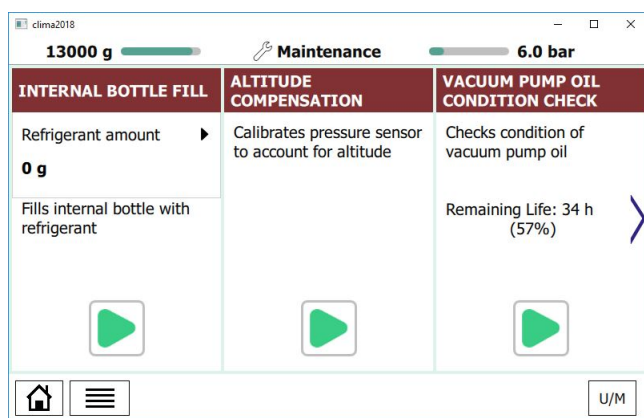 clima2018
13000 g
Maintenance
6.0 bar
INTERNAL BOTTLE FILL
Refrigerant amount
0 g
Fills internal bottle with
refrigerant
ALTITUDE
COMPENSATION
Calibrates pressure sensor
to account for altitude
VACUUM PUMP OIL
CONDITION CHECK
Checks condition of
vacuum pump oil
Remaining Life: 34 h
(57%)
U/M